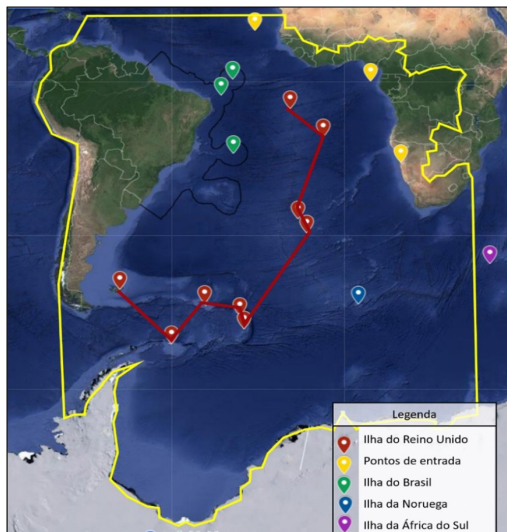 Legenda
Ilha do Reino Unido
Pontos de entrada
Ilha do Brasil
Ilha da Noruega
Ilha da África do Sul